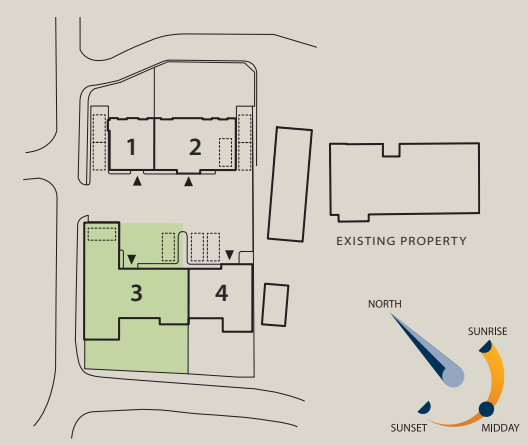 1
2
EXISTING PROPERTY
3
4
NORTH
SUNRISE
SUNSET
MIDDAY